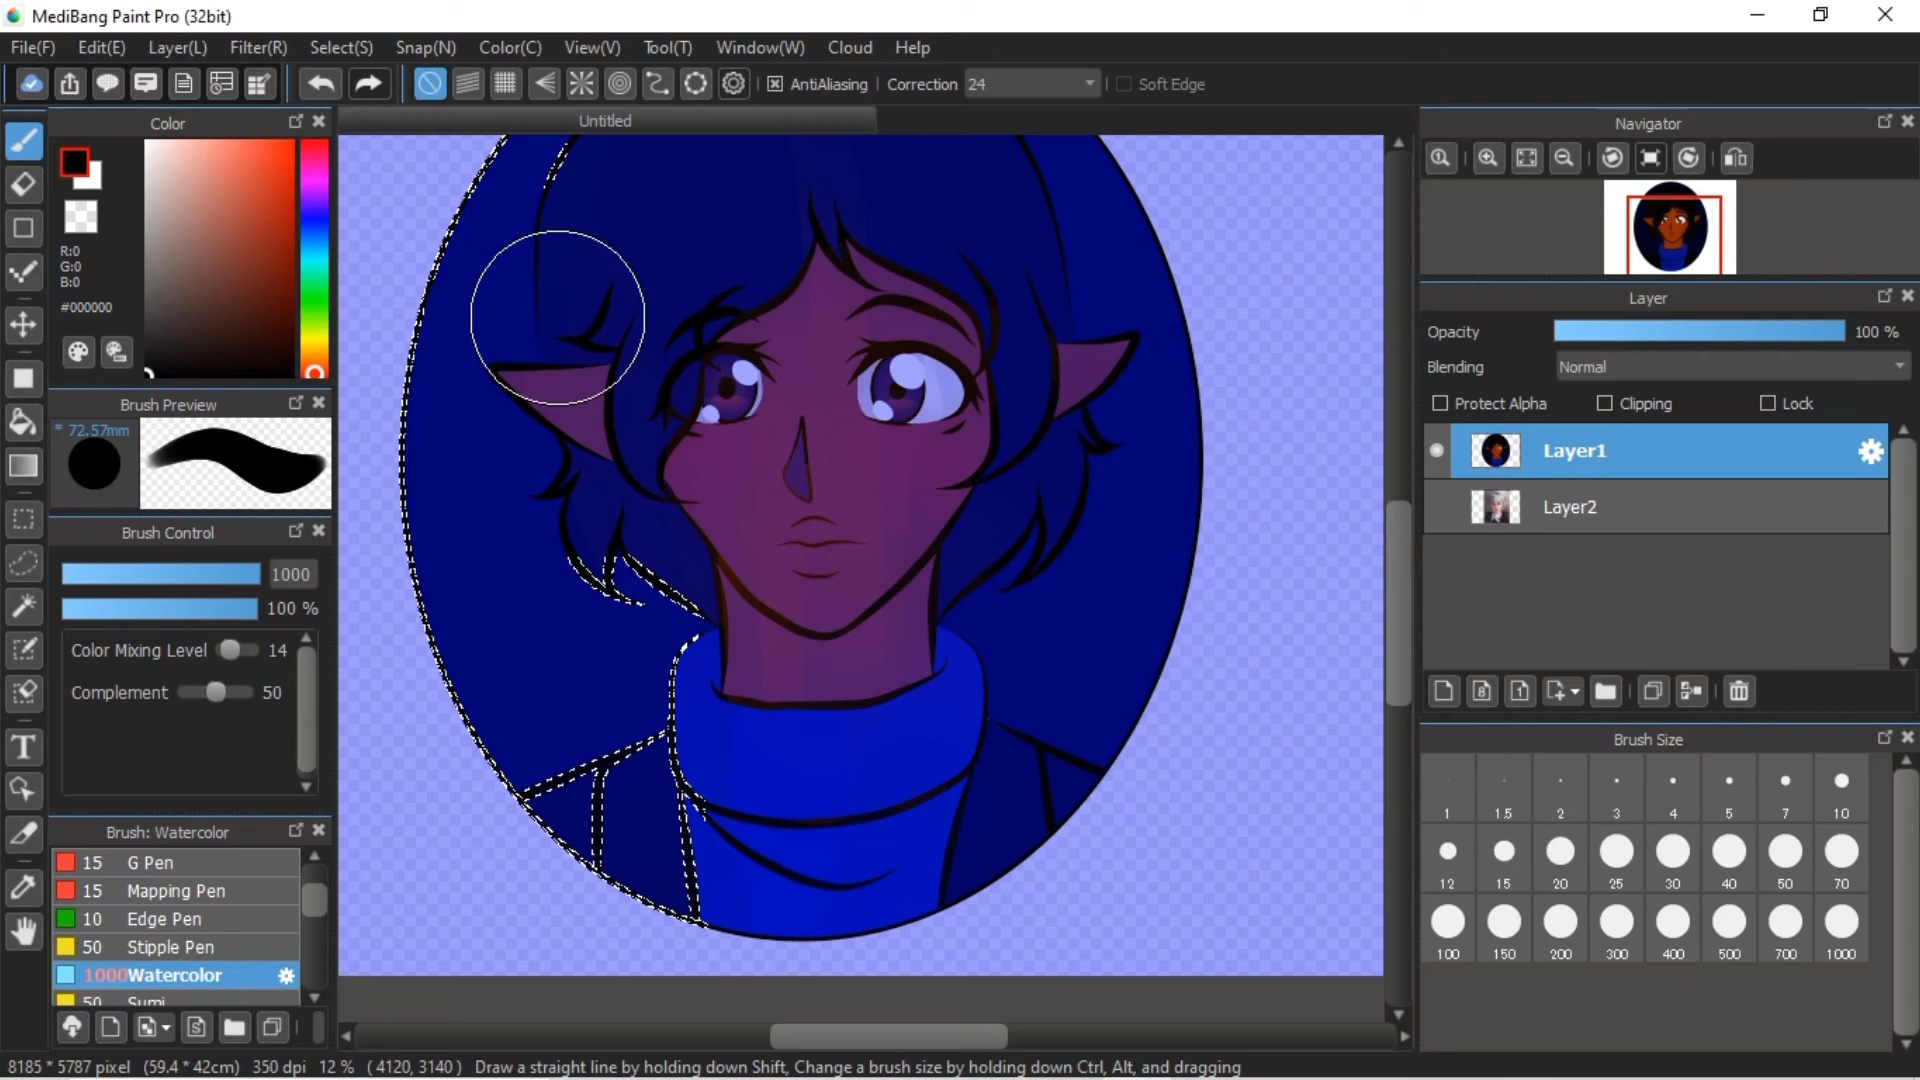 MediBang Paint Pro (32bit)
File(F) Edit(E) Layer(L) Filter(R) Select(S) Snap(N) Color(C) View(V) Tool(T) Window(W) Cloud Help
AntiAliasing Correction 24 Soft Edge
Color
Untitled
Navigator
R:0
G:0
B:0
#000000
Layer
Opacity 100 %
Blending Normal
Protect Alpha Clipping Lock
Layer1
Layer2
Brush Preview
* 72.57mm
Brush Control
1000
100 %
Color Mixing Level 14
Complement 50
Brush Size
1 1.5 2 3 4 5 7 10
12 15 20 25 30 40 50 70
100 150 200 300 400 500 700 1000
Brush: Watercolor
15 G Pen
15 Mapping Pen
10 Edge Pen
50 Stipple Pen
1000 Watercolor
50 Sumi
8185 * 5787 pixel (59.4 * 42cm) 350 dpi 12 % ( 4120, 3140 ) Draw a straight line by holding down Shift, Change a brush size by holding down Ctrl, Alt, and dragging